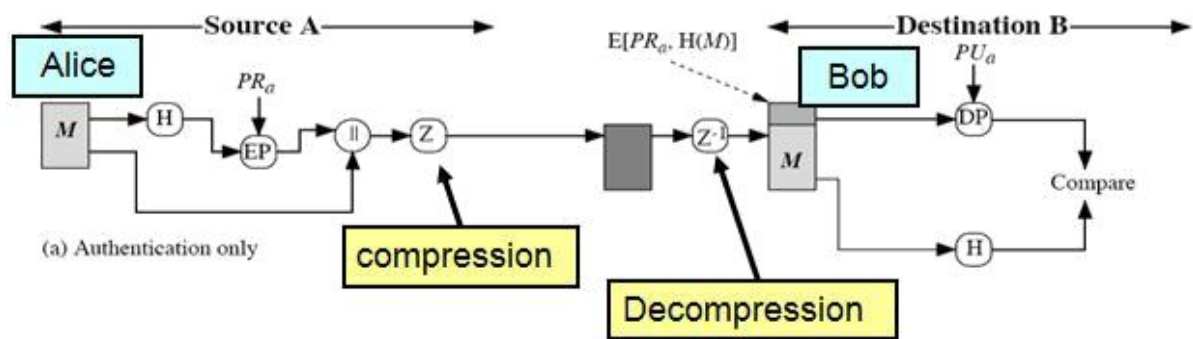 Source A
Destination B
Alice
E[PRₐ, H(M)]
Bob
PRₐ
PUₐ
M
H
EP
||
Z
Z⁻¹
M
DP
Compare
H
(a) Authentication only
compression
Decompression